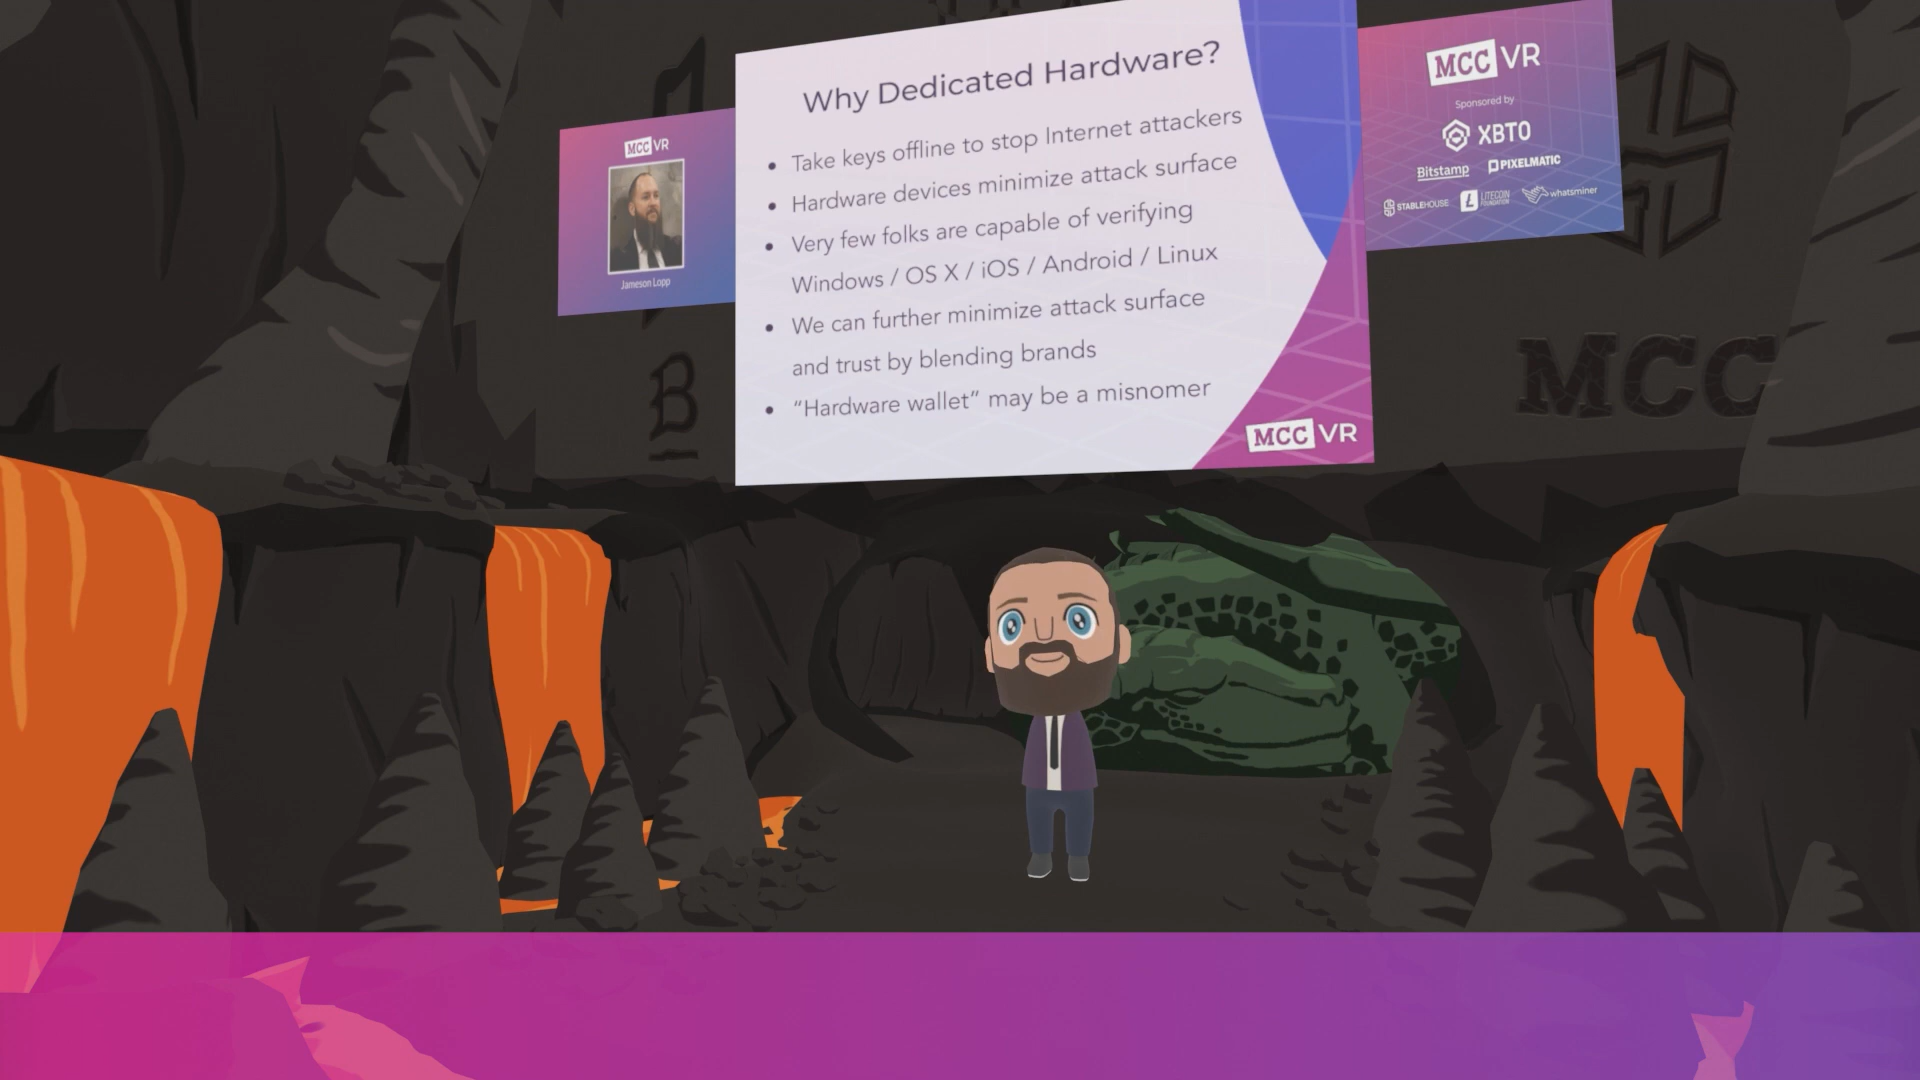 MCC VR
Jameson Lopp
Why Dedicated Hardware?
• Take keys offline to stop Internet attackers
• Hardware devices minimize attack surface
• Very few folks are capable of verifying
Windows / OS X / iOS / Android / Linux
• We can further minimize attack surface
and trust by blending brands
• “Hardware wallet” may be a misnomer
MCC VR
MCC VR
Sponsored by
XBTO
Bitstamp PIXELMATIC
STABLEHOUSE LITECOIN FOUNDATION whatsminer
B
MCC